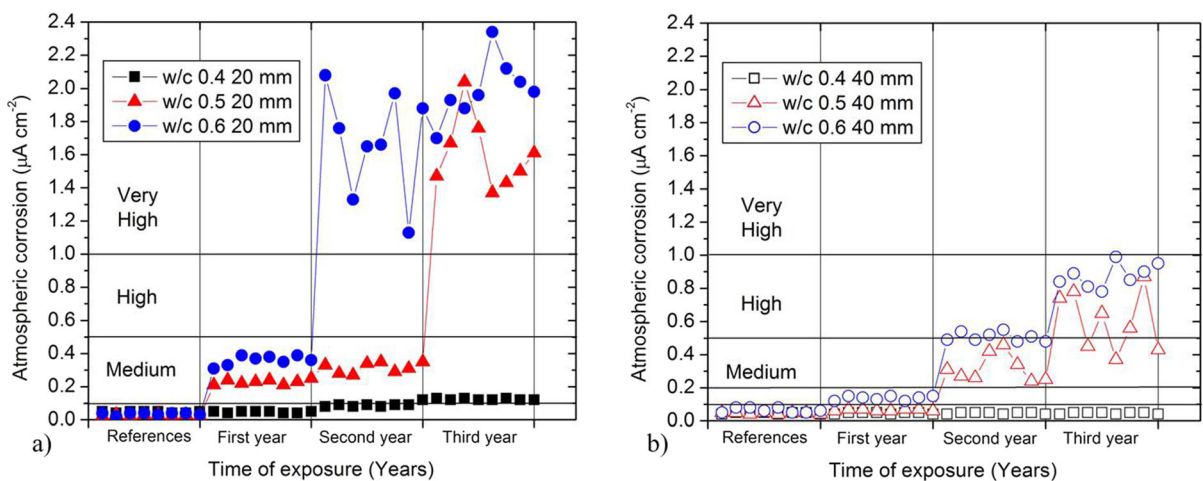 2.4
2.2
2.0
1.8
1.6
1.4
1.2
1.0
0.8
0.6
0.4
0.2
0.0
Atmospheric corrosion (µA cm-2)
w/c 0.4 20 mm
w/c 0.5 20 mm
w/c 0.6 20 mm
Very
High
High
Medium
References
First year
Second year
Third year
Time of exposure (Years)
a)
2.4
2.2
2.0
1.8
1.6
1.4
1.2
1.0
0.8
0.6
0.4
0.2
0.0
Atmospheric corrosion (µA cm-2)
w/c 0.4 40 mm
w/c 0.5 40 mm
w/c 0.6 40 mm
Very
High
High
Medium
References
First year
Second year
Third year
Time of exposure (Years)
b)